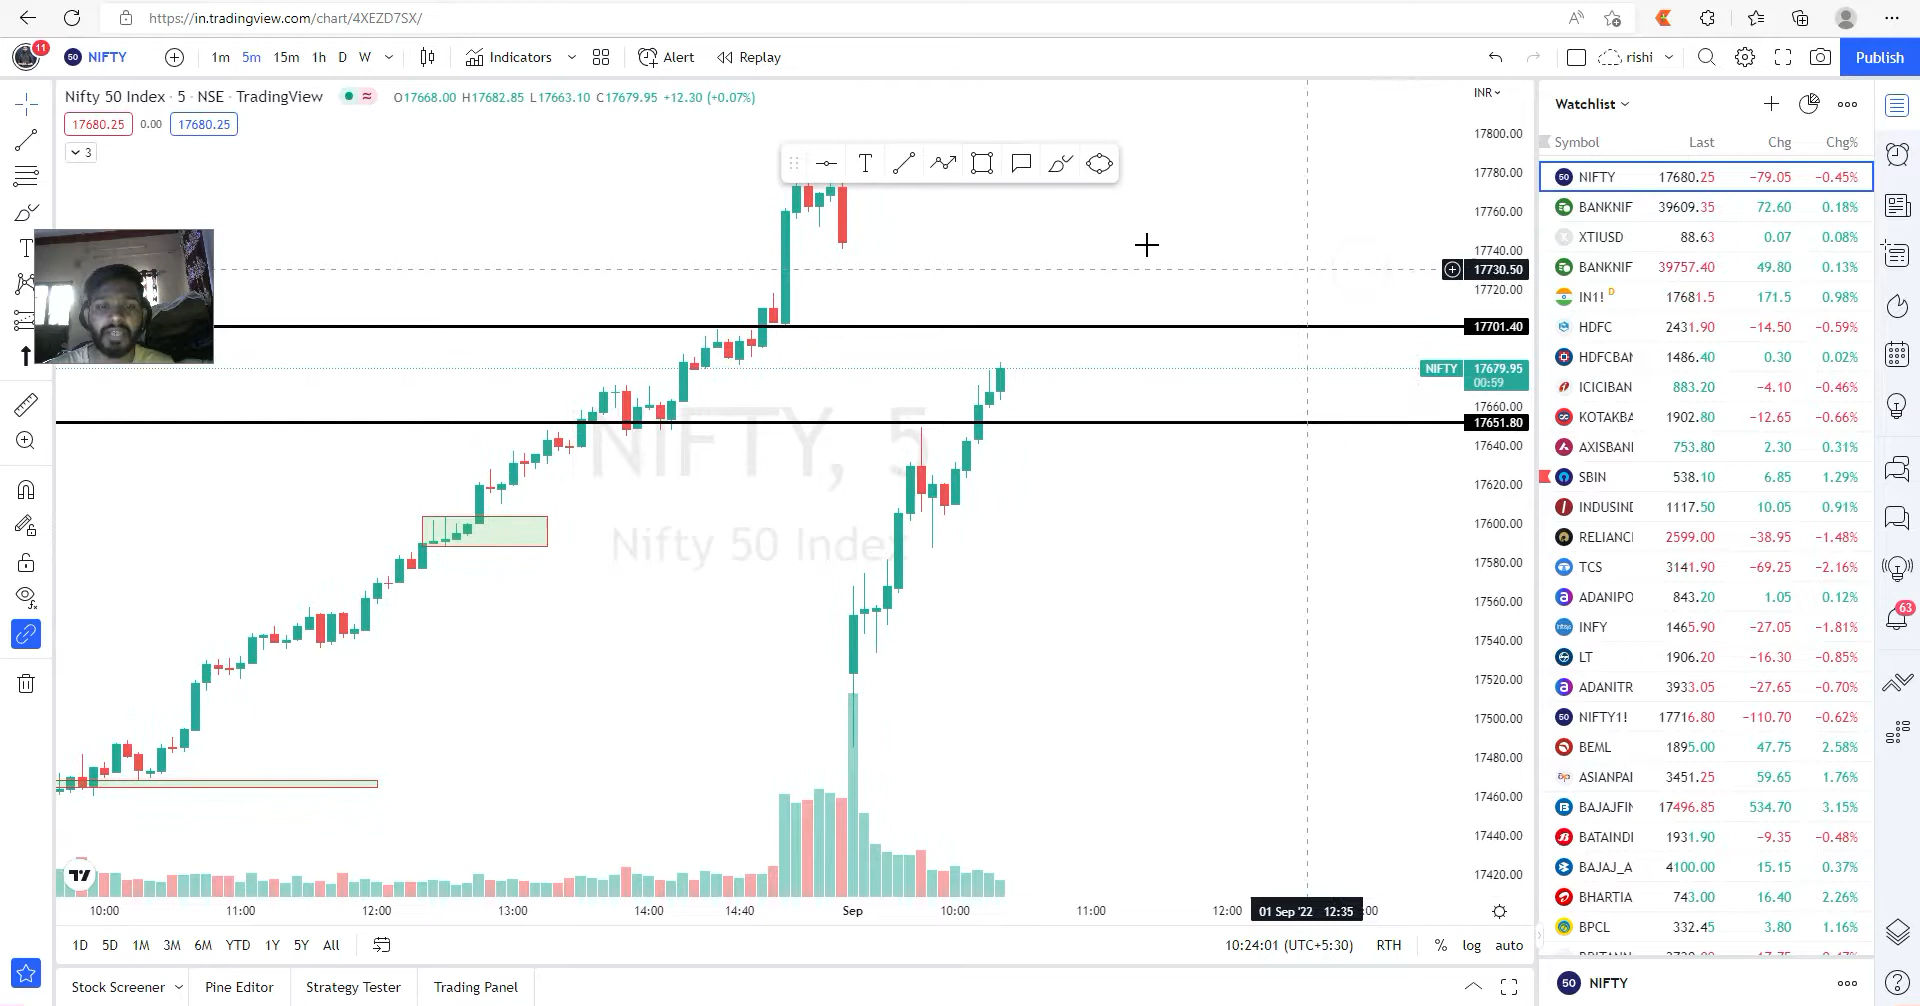 https://in.tradingview.com/chart/4XEZD7SX/
11
50 NIFTY 1m 5m 15m 1h D W Indicators Alert Replay rishi Publish
Nifty 50 Index · 5 · NSE · TradingView O17668.00 H17682.85 L17663.10 C17679.95 +12.30 (+0.07%)
17680.25 0.00 17680.25
3
INR
17800.00
17780.00
17760.00
17740.00
17730.50
17720.00
17701.40
NIFTY 17679.95
00:59
17660.00
17651.80
17640.00
17620.00
17600.00
17580.00
17560.00
17540.00
17520.00
17500.00
17480.00
17460.00
17440.00
17420.00
NIFTY, 5
Nifty 50 Index
10:00 11:00 12:00 13:00 14:00 14:40 Sep 10:00 11:00 12:00 01 Sep '22 12:35 :00
1D 5D 1M 3M 6M YTD 1Y 5Y All 10:24:01 (UTC+5:30) RTH % log auto
Stock Screener Pine Editor Strategy Tester Trading Panel
Watchlist
Symbol Last Chg Chg%
50 NIFTY 17680.25 −79.05 −0.45%
BANKNIF 39609.35 72.60 0.18%
XTIUSD 88.63 0.07 0.08%
BANKNIF 39757.40 49.80 0.13%
IN1! D 17681.5 171.5 0.98%
HDFC 2431.90 −14.50 −0.59%
HDFCBAN 1486.40 0.30 0.02%
ICICIBAN 883.20 −4.10 −0.46%
KOTAKBA 1902.80 −12.65 −0.66%
AXISBANI 753.80 2.30 0.31%
SBIN 538.10 6.85 1.29%
INDUSINI 1117.50 10.05 0.91%
RELIANCI 2599.00 −38.95 −1.48%
TCS 3141.90 −69.25 −2.16%
ADANIPO 843.20 1.05 0.12%
INFY 1465.90 −27.05 −1.81%
LT 1906.20 −16.30 −0.85%
ADANITR 3933.05 −27.65 −0.70%
50 NIFTY1! 17716.80 −110.70 −0.62%
BEML 1895.00 47.75 2.58%
ASIANPAI 3451.25 59.65 1.76%
BAJAJFIN 17496.85 534.70 3.15%
BATAINDI 1931.90 −9.35 −0.48%
BAJAJ_A 4100.00 15.15 0.37%
BHARTIA 743.00 16.40 2.26%
BPCL 332.45 3.80 1.16%
50 NIFTY
63